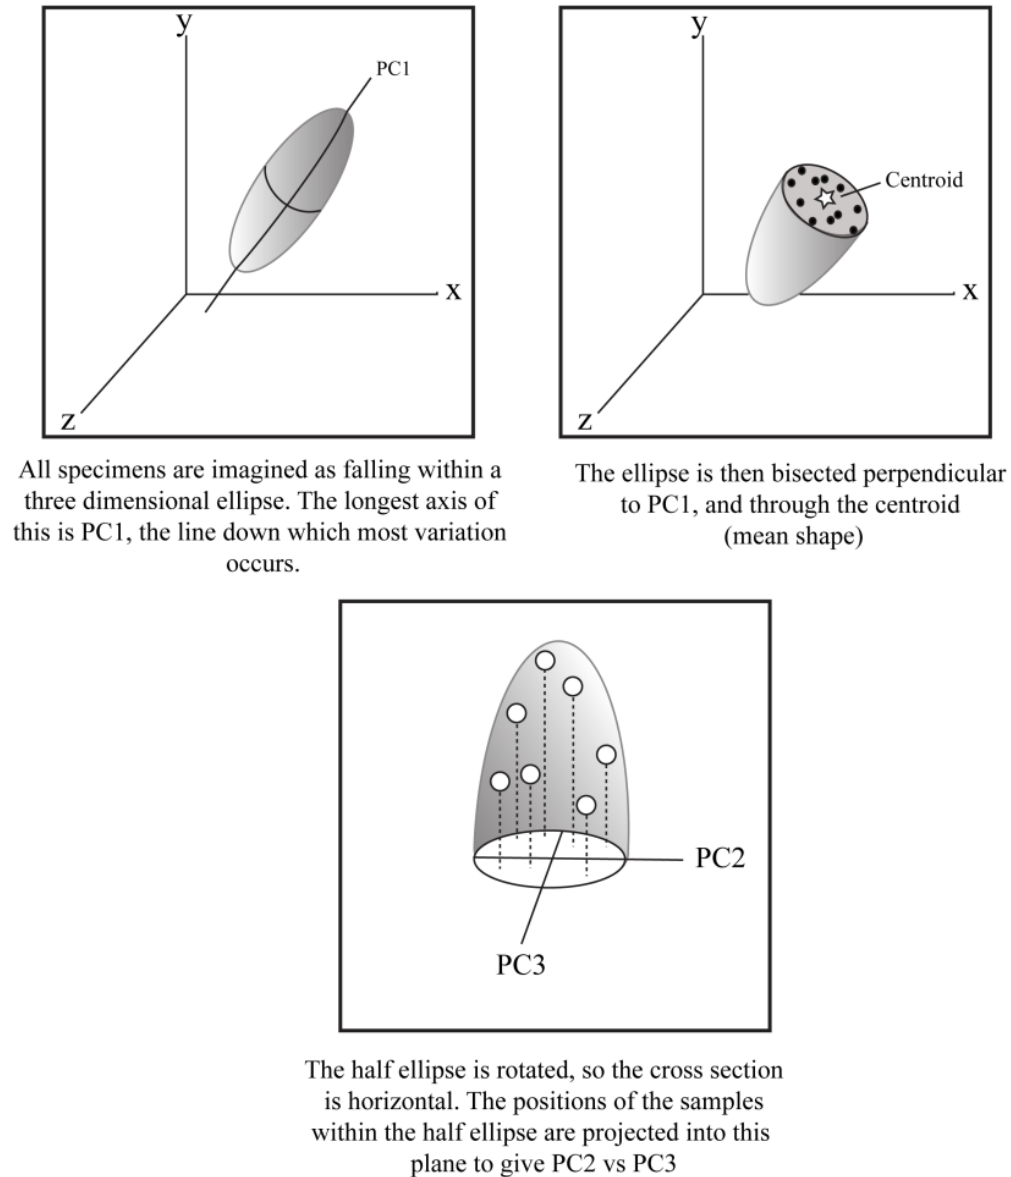 y
PC1
x
z
All specimens are imagined as falling within a
three dimensional ellipse. The longest axis of
this is PC1, the line down which most variation
occurs.
y
Centroid
x
z
The ellipse is then bisected perpendicular
to PC1, and through the centroid
(mean shape)
PC2
PC3
The half ellipse is rotated, so the cross section
is horizontal. The positions of the samples
within the half ellipse are projected into this
plane to give PC2 vs PC3